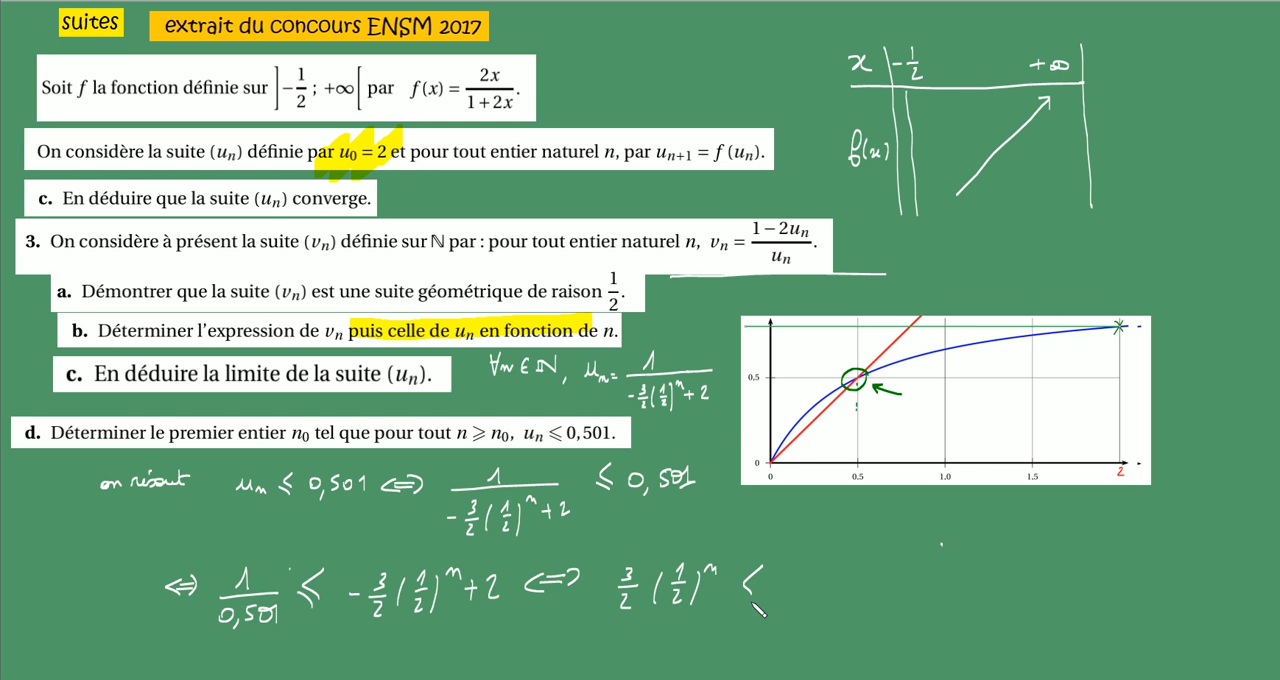 suites
extrait du concours ENSM 2017
Soit f la fonction définie sur ]−1/2 ; +∞[ par f(x) = 2x/(1+2x).
On considère la suite (uₙ) définie par u₀ = 2 et pour tout entier naturel n, par uₙ₊₁ = f(uₙ).
c. En déduire que la suite (uₙ) converge.
3. On considère à présent la suite (vₙ) définie sur ℕ par : pour tout entier naturel n, vₙ = (1−2uₙ)/uₙ.
a. Démontrer que la suite (vₙ) est une suite géométrique de raison 1/2.
b. Déterminer l'expression de vₙ puis celle de uₙ en fonction de n.
c. En déduire la limite de la suite (uₙ).
∀n ∈ ℕ, uₙ = 1/(−3/2 (1/2)ⁿ + 2)
d. Déterminer le premier entier n₀ tel que pour tout n ⩾ n₀, uₙ ⩽ 0,501.
on résout uₙ ⩽ 0,501 ⟺ 1/(−3/2 (1/2)ⁿ + 2) ⩽ 0,501
⟺ 1/0,501 ⩽ −3/2 (1/2)ⁿ + 2 ⟺ 3/2 (1/2)ⁿ <
x −1/2 +∞
f(x)
0.5
0
0 0.5 1.0 1.5 2